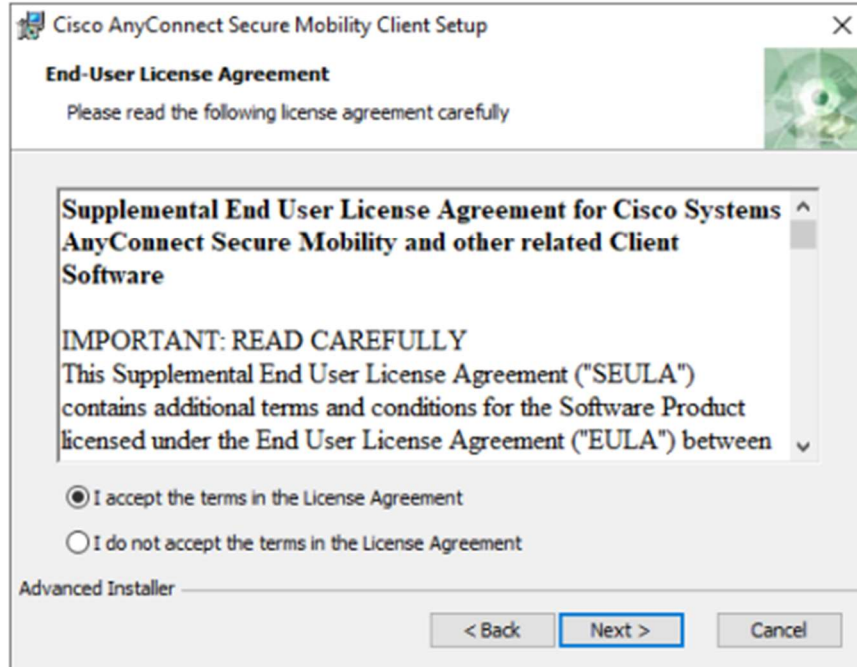 Cisco AnyConnect Secure Mobility Client Setup
End-User License Agreement
Please read the following license agreement carefully
Supplemental End User License Agreement for Cisco Systems
AnyConnect Secure Mobility and other related Client
Software
IMPORTANT: READ CAREFULLY
This Supplemental End User License Agreement ("SEULA")
contains additional terms and conditions for the Software Product
licensed under the End User License Agreement ("EULA") between
I accept the terms in the License Agreement
I do not accept the terms in the License Agreement
Advanced Installer
< Back Next > Cancel